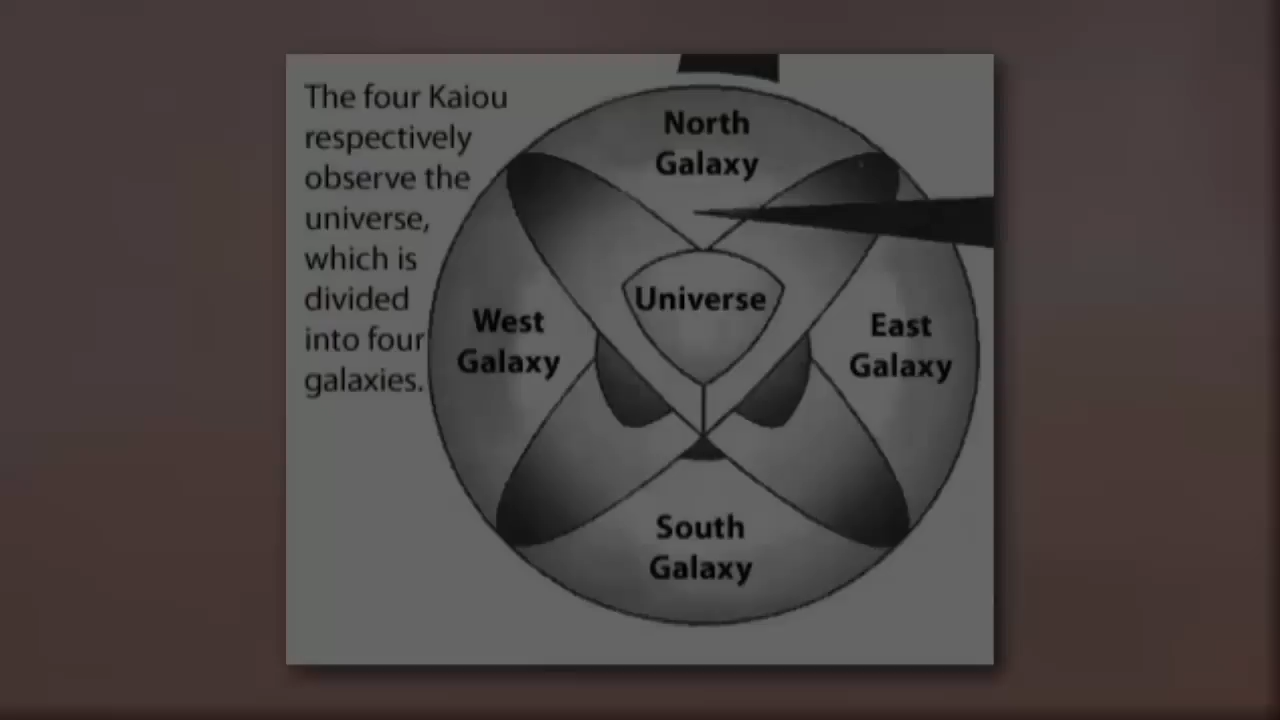 The four Kaiou
respectively
observe the
universe,
which is
divided
into four
galaxies.
North
Galaxy
Universe
West
Galaxy
East
Galaxy
South
Galaxy